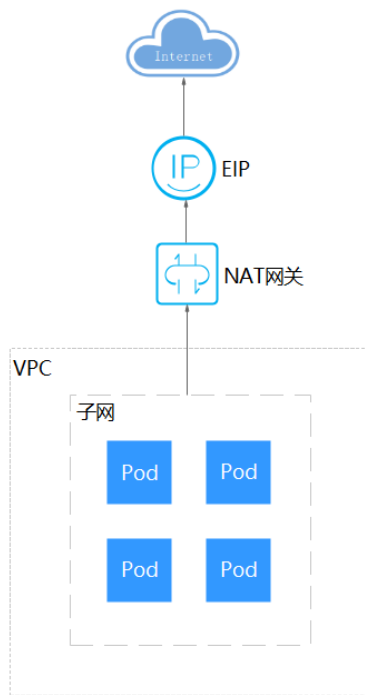 Internet
IP
EIP
NAT网关
VPC
子网
Pod
Pod
Pod
Pod